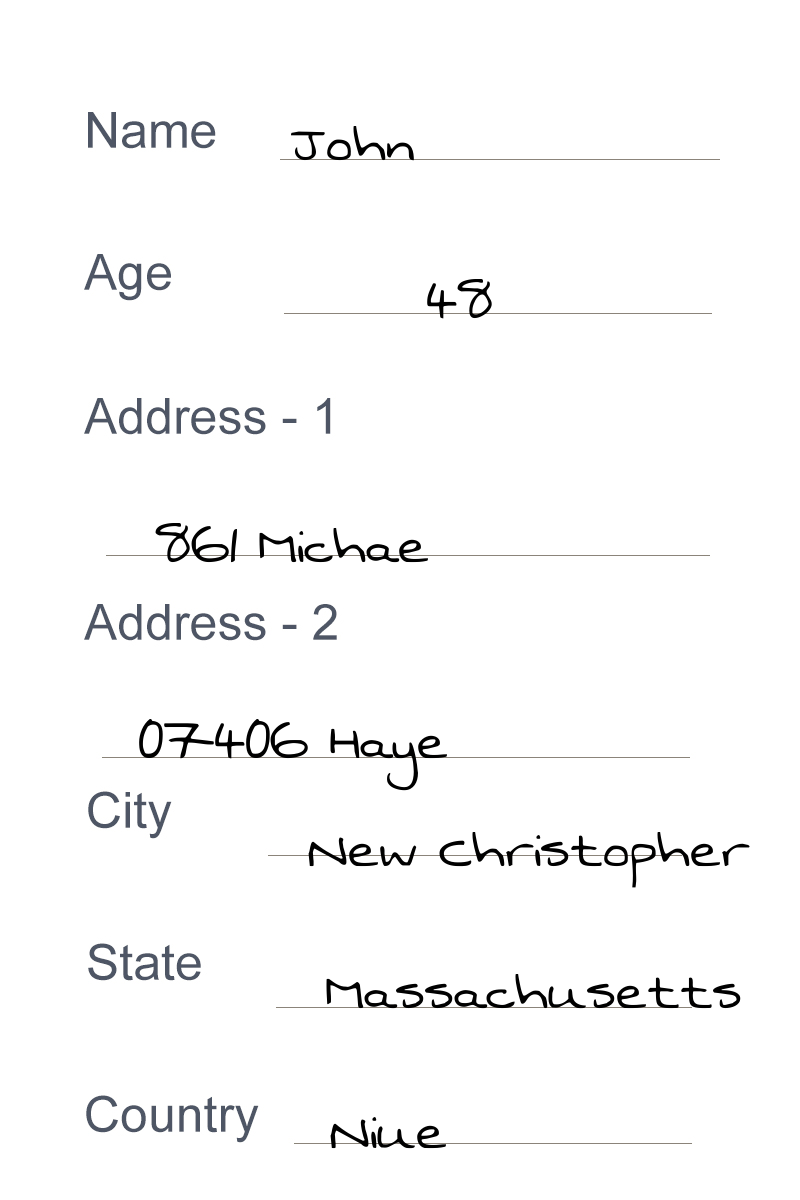 Name John
Age 48
Address - 1
861 Michae
Address - 2
07406 Haye
City New Christopher
State Massachusetts
Country Niue